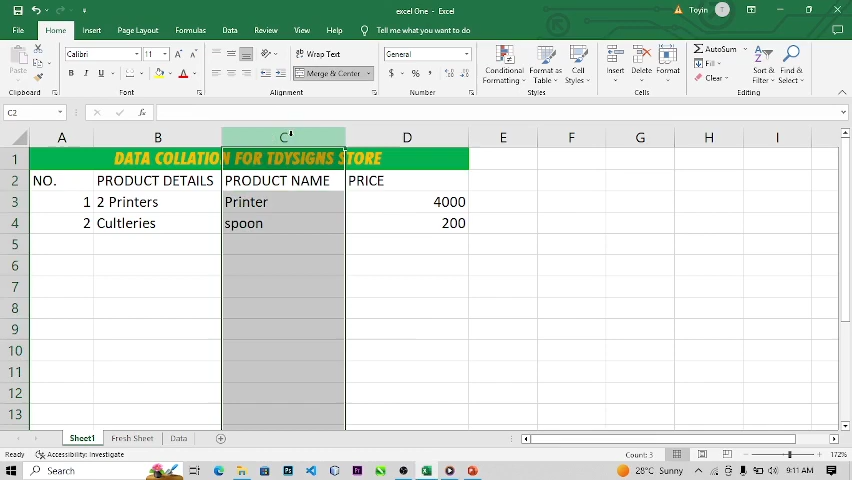 excel One - Excel
Toyin T
File Home Insert Page Layout Formulas Data Review View Help Tell me what you want to do
Paste
Clipboard
Calibri 11
B I U
Font
Wrap Text
Merge & Center
Alignment
General
$ % ,
Number
Conditional Formatting
Format as Table
Cell Styles
Styles
Insert Delete Format
Cells
AutoSum
Fill
Clear
Sort & Filter
Find & Select
Editing
C2 fx
A B C D E F G H I
1 DATA COLLATION FOR TDYSIGNS STORE
2 NO. PRODUCT DETAILS PRODUCT NAME PRICE
3 1 2 Printers Printer 4000
4 2 Cultleries spoon 200
5
6
7
8
9
10
11
12
13
Sheet1 Fresh Sheet Data
Ready Accessibility: Investigate Count: 3 172%
Search 28°C Sunny 9:11 AM